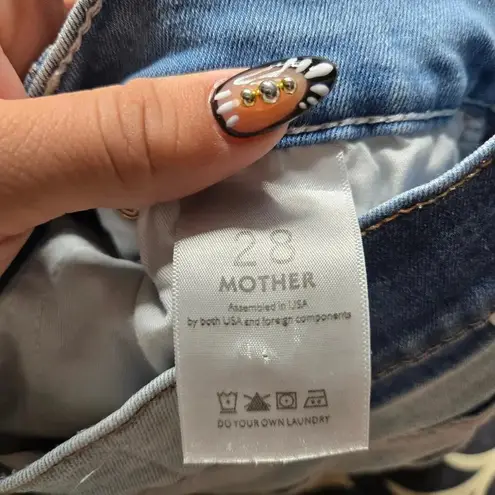 28
MOTHER
Assembled in USA
by both USA and foreign components
DO YOUR OWN LAUNDRY